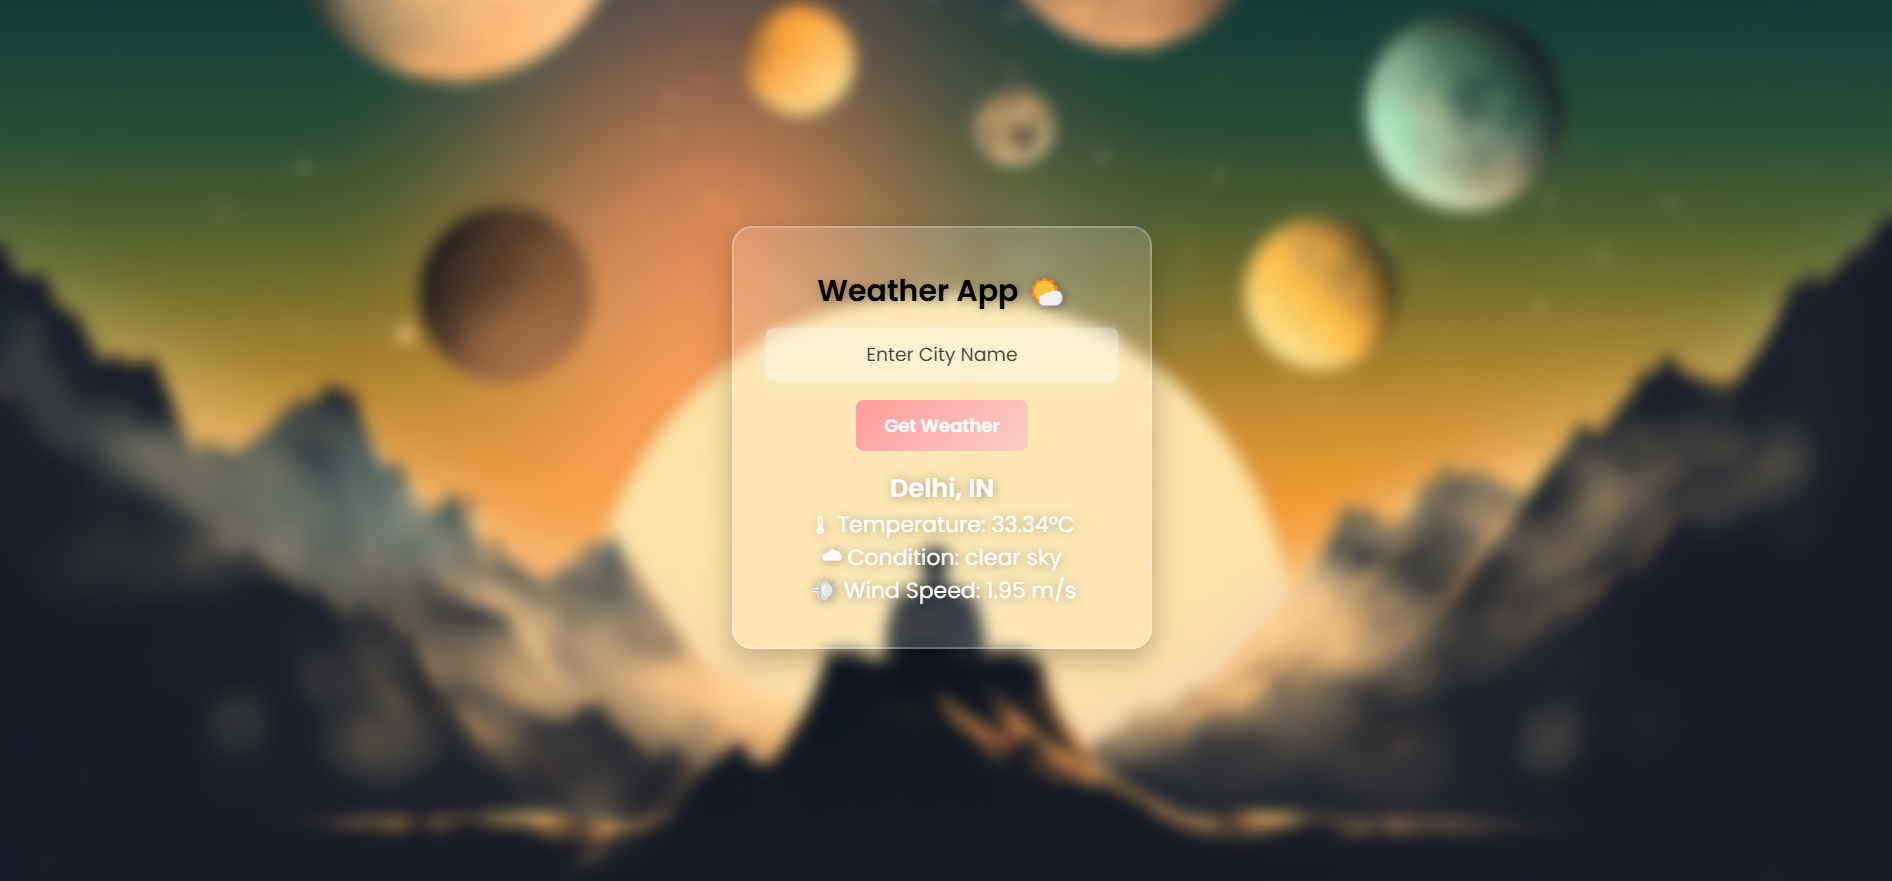 Weather App 🌤️
Enter City Name
Get Weather
Delhi, IN
🌡 Temperature: 33.34°C
☁ Condition: clear sky
🌬 Wind Speed: 1.95 m/s